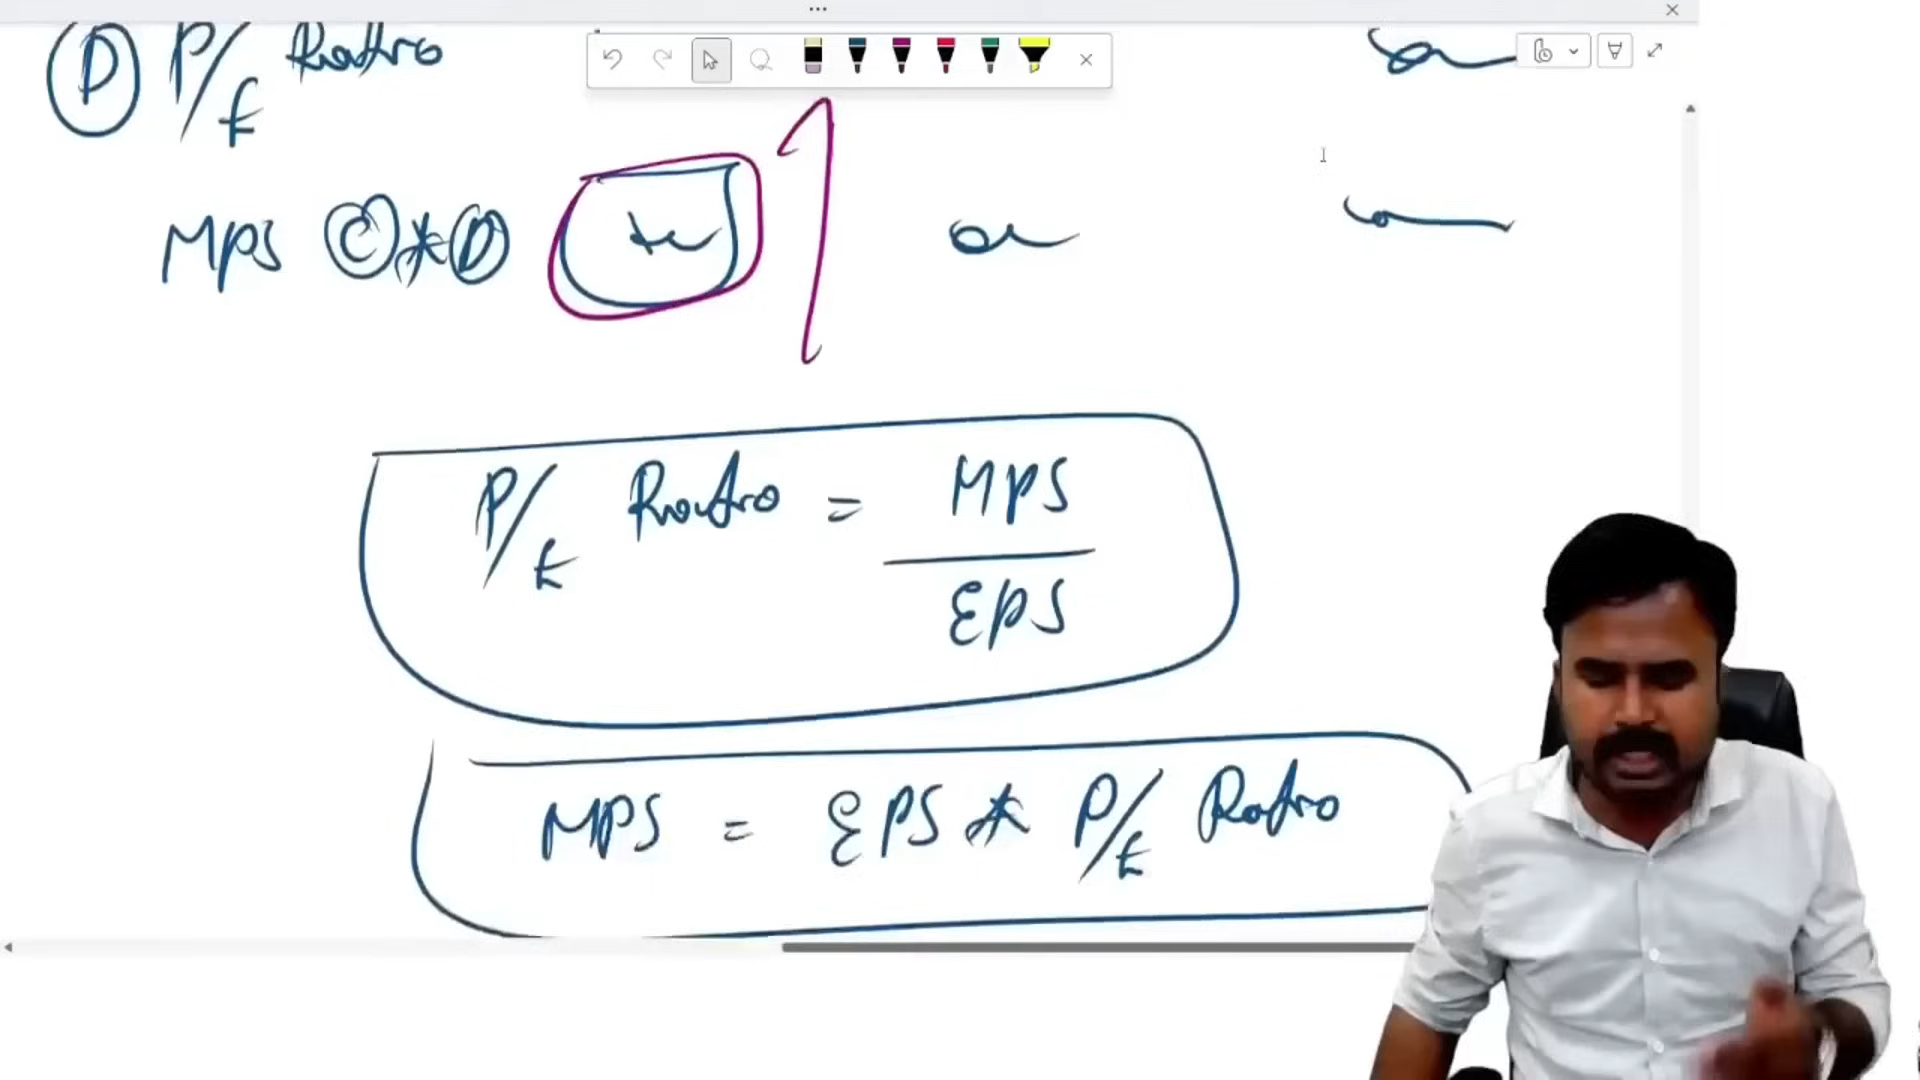 D P/E Ratio
MPS C*D
P/E Ratio = MPS
EPS
MPS = EPS * P/E Ratio